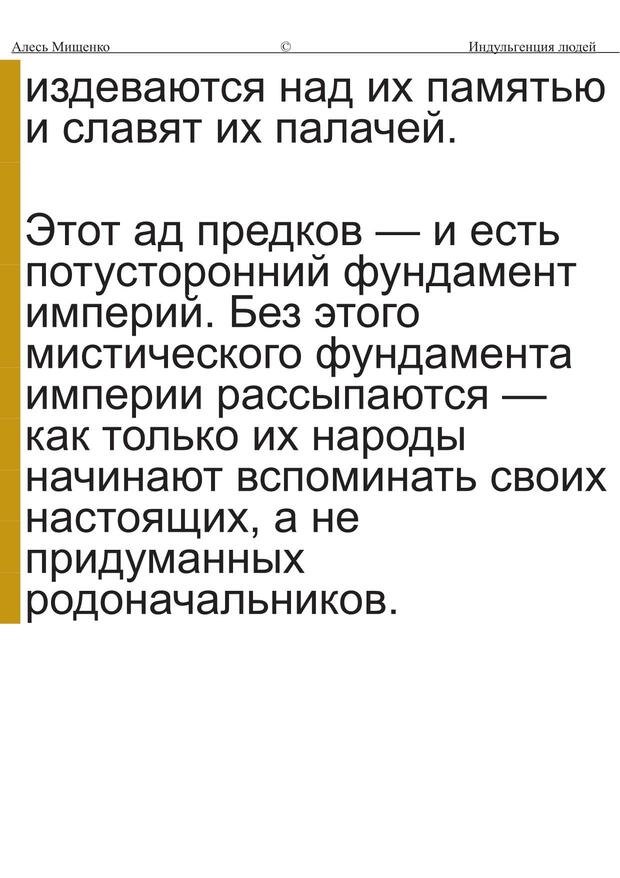 Алесь Мищенко © Индульгенция людей
издеваются над их памятью
и славят их палачей.
Этот ад предков — и есть
потусторонний фундамент
империй. Без этого
мистического фундамента
империи рассыпаются —
как только их народы
начинают вспоминать своих
настоящих, а не
придуманных
родоначальников.